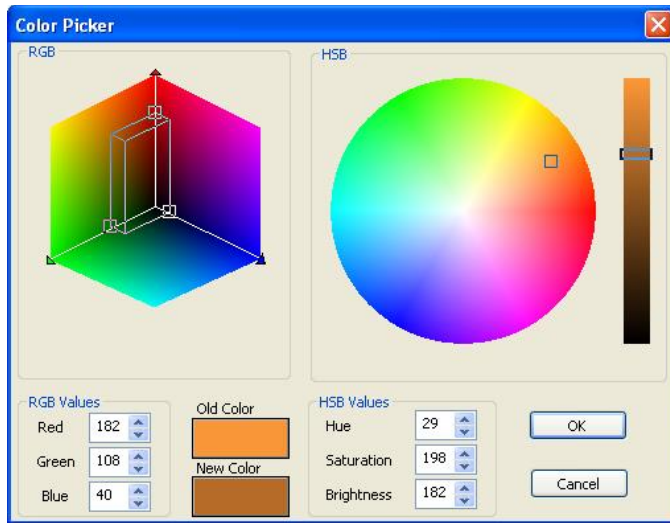 Color Picker
RGB
HSB
RGB Values
Red 182
Green 108
Blue 40
Old Color
New Color
HSB Values
Hue 29
Saturation 198
Brightness 182
OK
Cancel